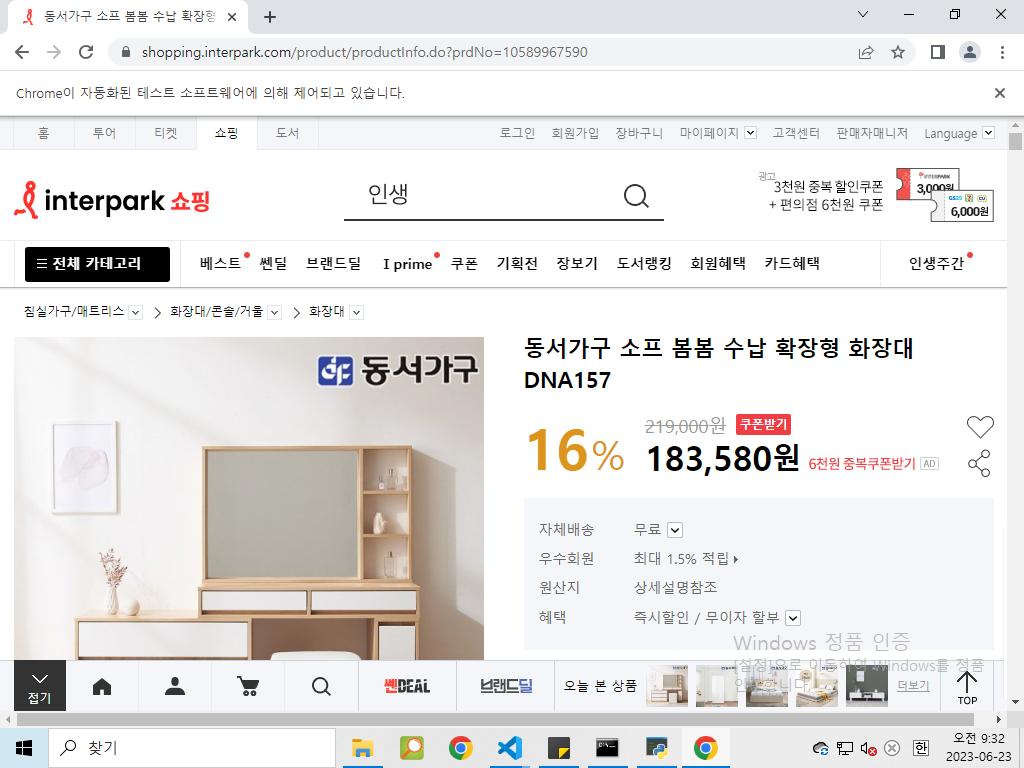 동서가구 소프 봄봄 수납 확장형
shopping.interpark.com/product/productInfo.do?prdNo=10589967590
Chrome이 자동화된 테스트 소프트웨어에 의해 제어되고 있습니다.
홈 투어 티켓 쇼핑 도서 로그인 회원가입 장바구니 마이페이지 고객센터 판매자매니저 Language
interpark 쇼핑
인생
광고
3천원 중복 할인쿠폰
+ 편의점 6천원 쿠폰
INTERPARK
3,000원
GS25 CU
6,000원
전체 카테고리 베스트 쎈딜 브랜드딜 I prime 쿠폰 기획전 장보기 도서랭킹 회원혜택 카드혜택 인생주간
침실가구/매트리스 화장대/콘솔/거울 화장대
동서가구
동서가구 소프 봄봄 수납 확장형 화장대
DNA157
16%
219,000원 쿠폰받기
183,580원 6천원 중복쿠폰받기 AD
자체배송 무료
우수회원 최대 1.5% 적립
원산지 상세설명참조
혜택 즉시할인 / 무이자 할부
Windows 정품 인증
[설정]으로 이동하여 Windows를 정품
인증합니다.
접기
쎈DEAL 브랜드딜 오늘 본 상품 더보기 TOP
찾기
한
오전 9:32
2023-06-23